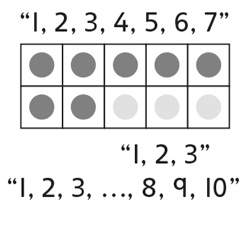 “1, 2, 3, 4, 5, 6, 7”
“1, 2, 3”
“1, 2, 3, ..., 8, 9, 10”